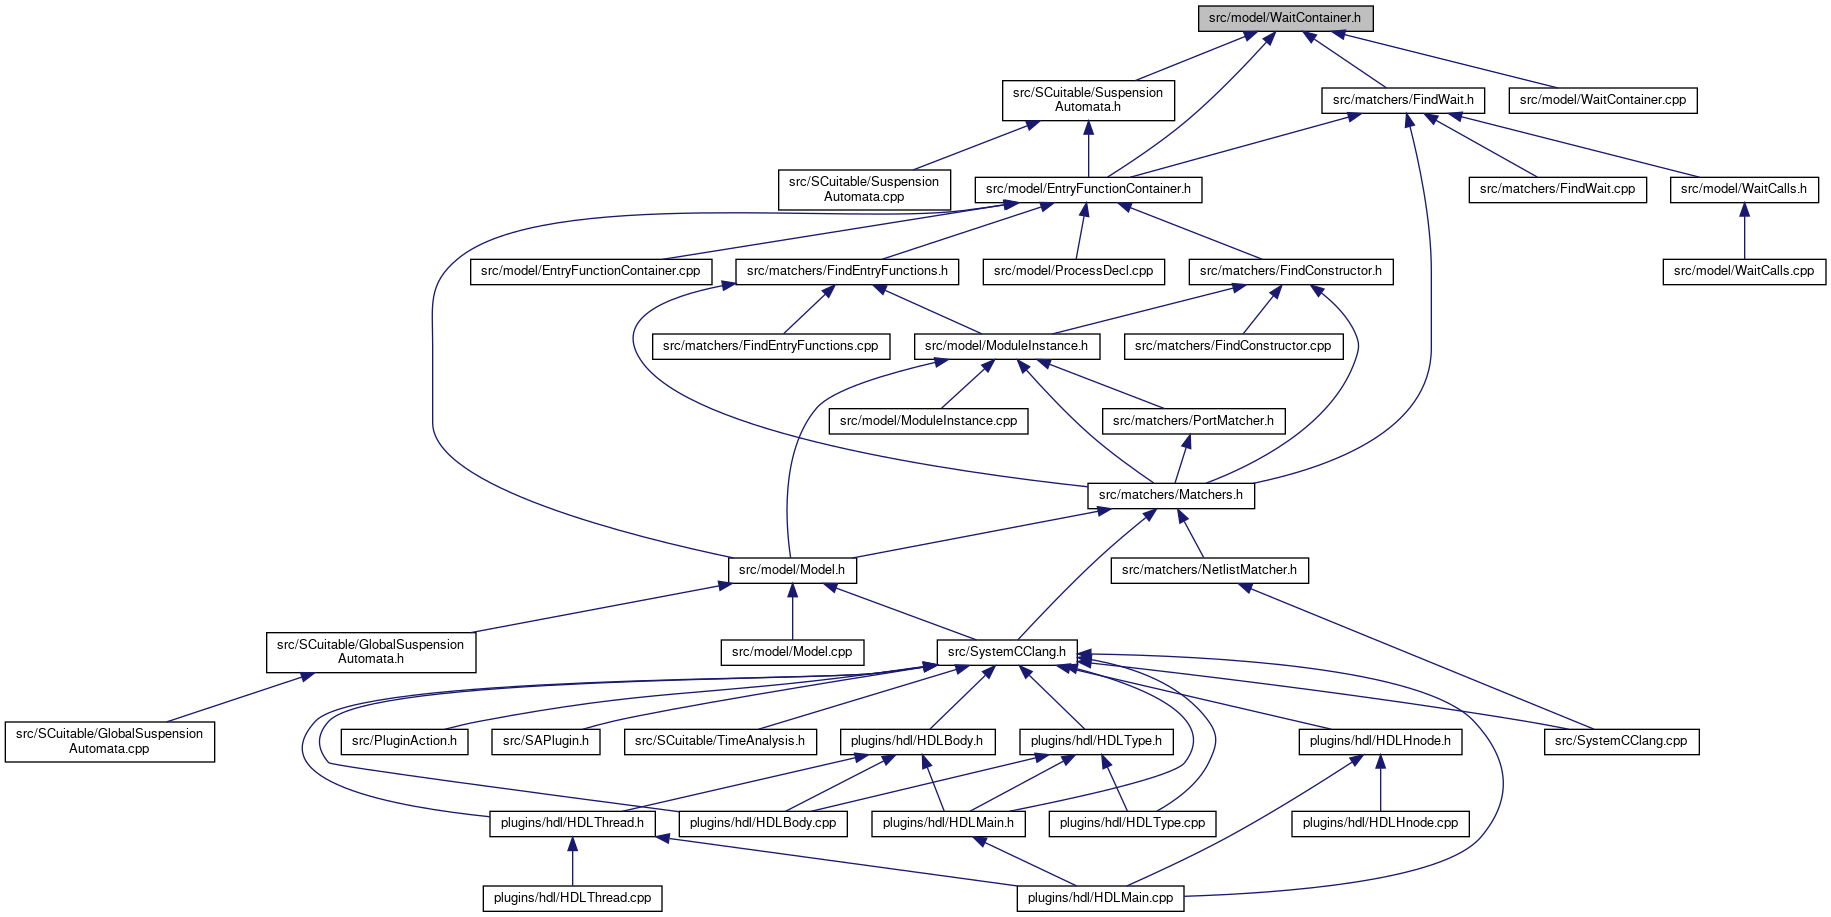 src/model/WaitContainer.h
src/SCuitable/Suspension
Automata.h
src/matchers/FindWait.h
src/model/WaitContainer.cpp
src/SCuitable/Suspension
Automata.cpp
src/model/EntryFunctionContainer.h
src/matchers/FindWait.cpp
src/model/WaitCalls.h
src/model/EntryFunctionContainer.cpp
src/matchers/FindEntryFunctions.h
src/model/ProcessDecl.cpp
src/matchers/FindConstructor.h
src/model/WaitCalls.cpp
src/matchers/FindEntryFunctions.cpp
src/model/ModuleInstance.h
src/matchers/FindConstructor.cpp
src/model/ModuleInstance.cpp
src/matchers/PortMatcher.h
src/matchers/Matchers.h
src/model/Model.h
src/matchers/NetlistMatcher.h
src/SCuitable/GlobalSuspension
Automata.h
src/model/Model.cpp
src/SystemCClang.h
src/SCuitable/GlobalSuspension
Automata.cpp
src/PluginAction.h
src/SAPlugin.h
src/SCuitable/TimeAnalysis.h
plugins/hdl/HDLBody.h
plugins/hdl/HDLType.h
plugins/hdl/HDLHnode.h
src/SystemCClang.cpp
plugins/hdl/HDLThread.h
plugins/hdl/HDLBody.cpp
plugins/hdl/HDLMain.h
plugins/hdl/HDLType.cpp
plugins/hdl/HDLHnode.cpp
plugins/hdl/HDLThread.cpp
plugins/hdl/HDLMain.cpp